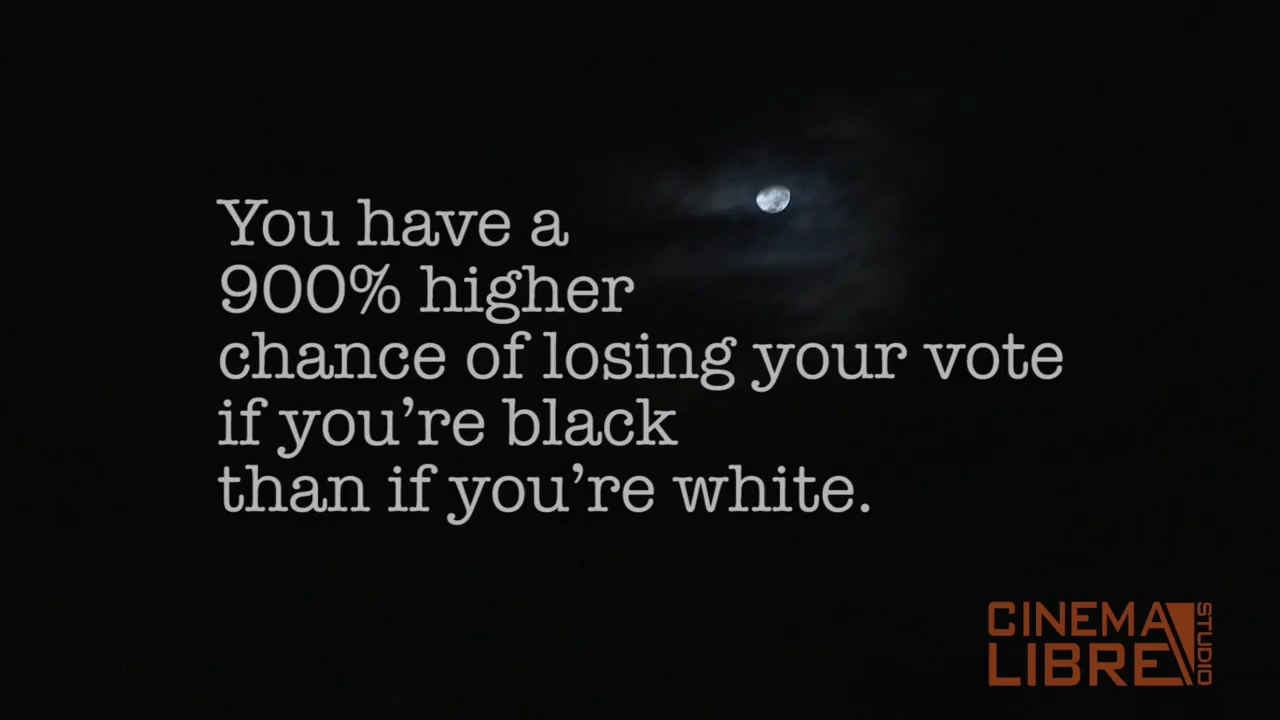 You have a
900% higher
chance of losing your vote
if you’re black
than if you’re white.
CINEMA
LIBRE
STUDIO